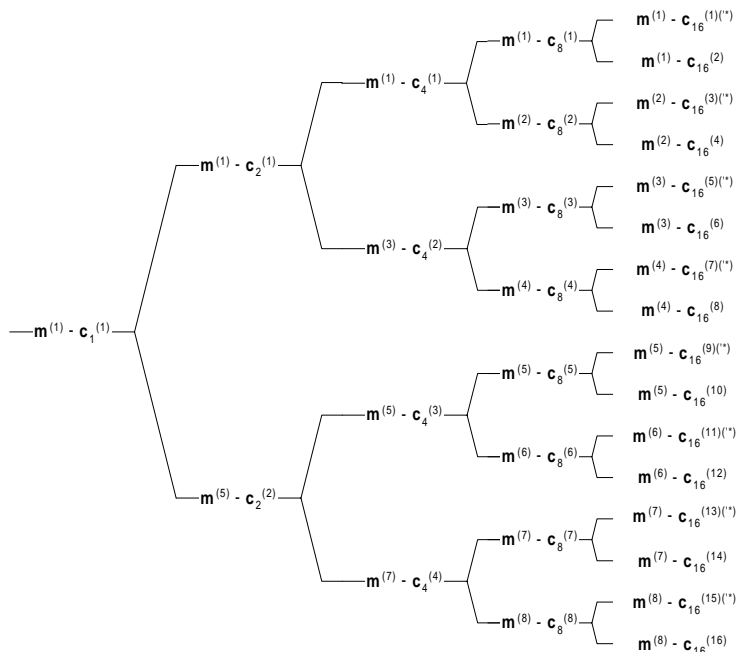 m(1) - c16(1)('*)
m(1) - c8(1)
m(1) - c16(2)
m(1) - c4(1)
m(2) - c16(3)('*)
m(2) - c8(2)
m(2) - c16(4)
m(1) - c2(1)
m(3) - c16(5)('*)
m(3) - c8(3)
m(3) - c16(6)
m(3) - c4(2)
m(4) - c16(7)('*)
m(4) - c8(4)
m(4) - c16(8)
m(1) - c1(1)
m(5) - c16(9)('*)
m(5) - c8(5)
m(5) - c16(10)
m(5) - c4(3)
m(6) - c16(11)('*)
m(6) - c8(6)
m(6) - c16(12)
m(5) - c2(2)
m(7) - c16(13)('*)
m(7) - c8(7)
m(7) - c16(14)
m(7) - c4(4)
m(8) - c16(15)('*)
m(8) - c8(8)
m(8) - c16(16)